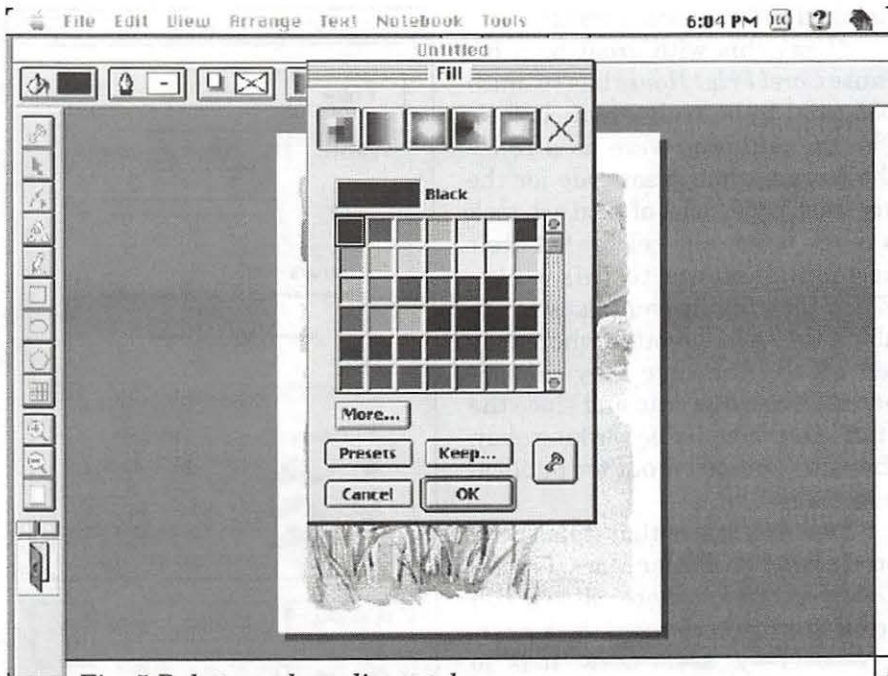 File Edit View Arrange Text Notebook Tools 6:04 PM
Untitled
Fill
Black
More...
Presets Keep...
Cancel OK